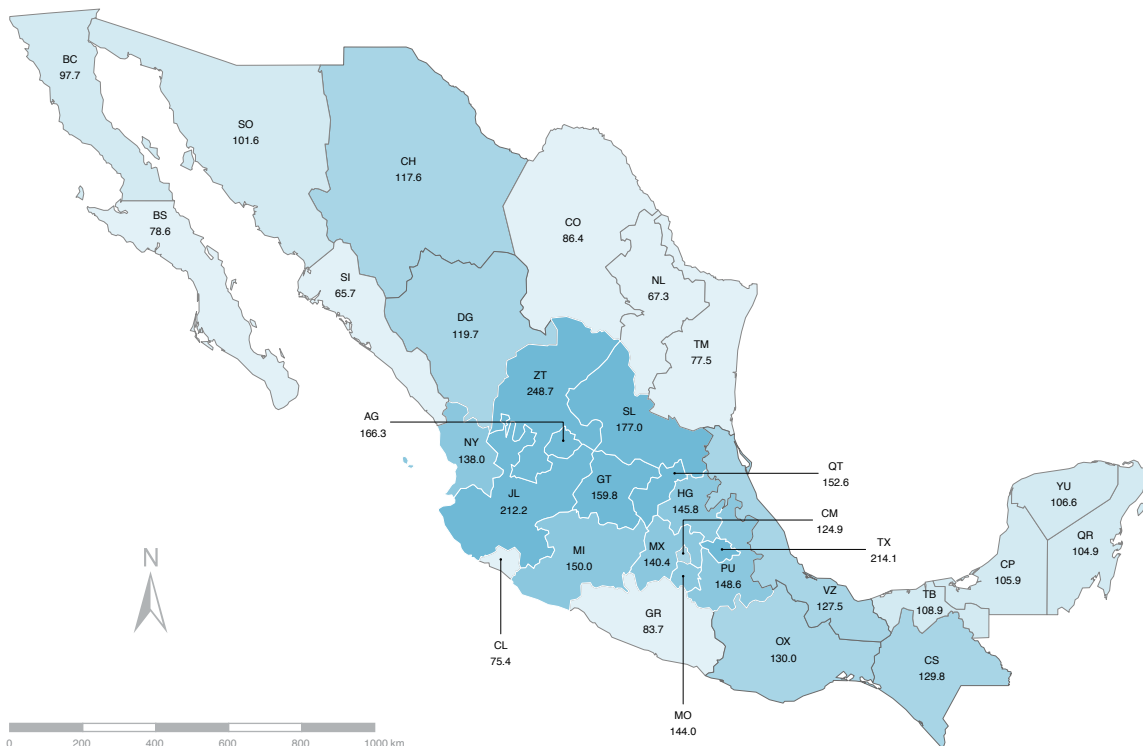 BC
97.7
SO
101.6
CH
117.6
BS
78.6
CO
86.4
SI
65.7
NL
67.3
DG
119.7
TM
77.5
ZT
248.7
AG
166.3
SL
177.0
NY
138.0
QT
152.6
GT
159.8
JL
212.2
HG
145.8
YU
106.6
CM
124.9
QR
104.9
TX
214.1
MI
150.0
MX
140.4
PU
148.6
CP
105.9
N
VZ
127.5
TB
108.9
GR
83.7
CL
75.4
OX
130.0
CS
129.8
MO
144.0
0 200 400 600 800 1000 km